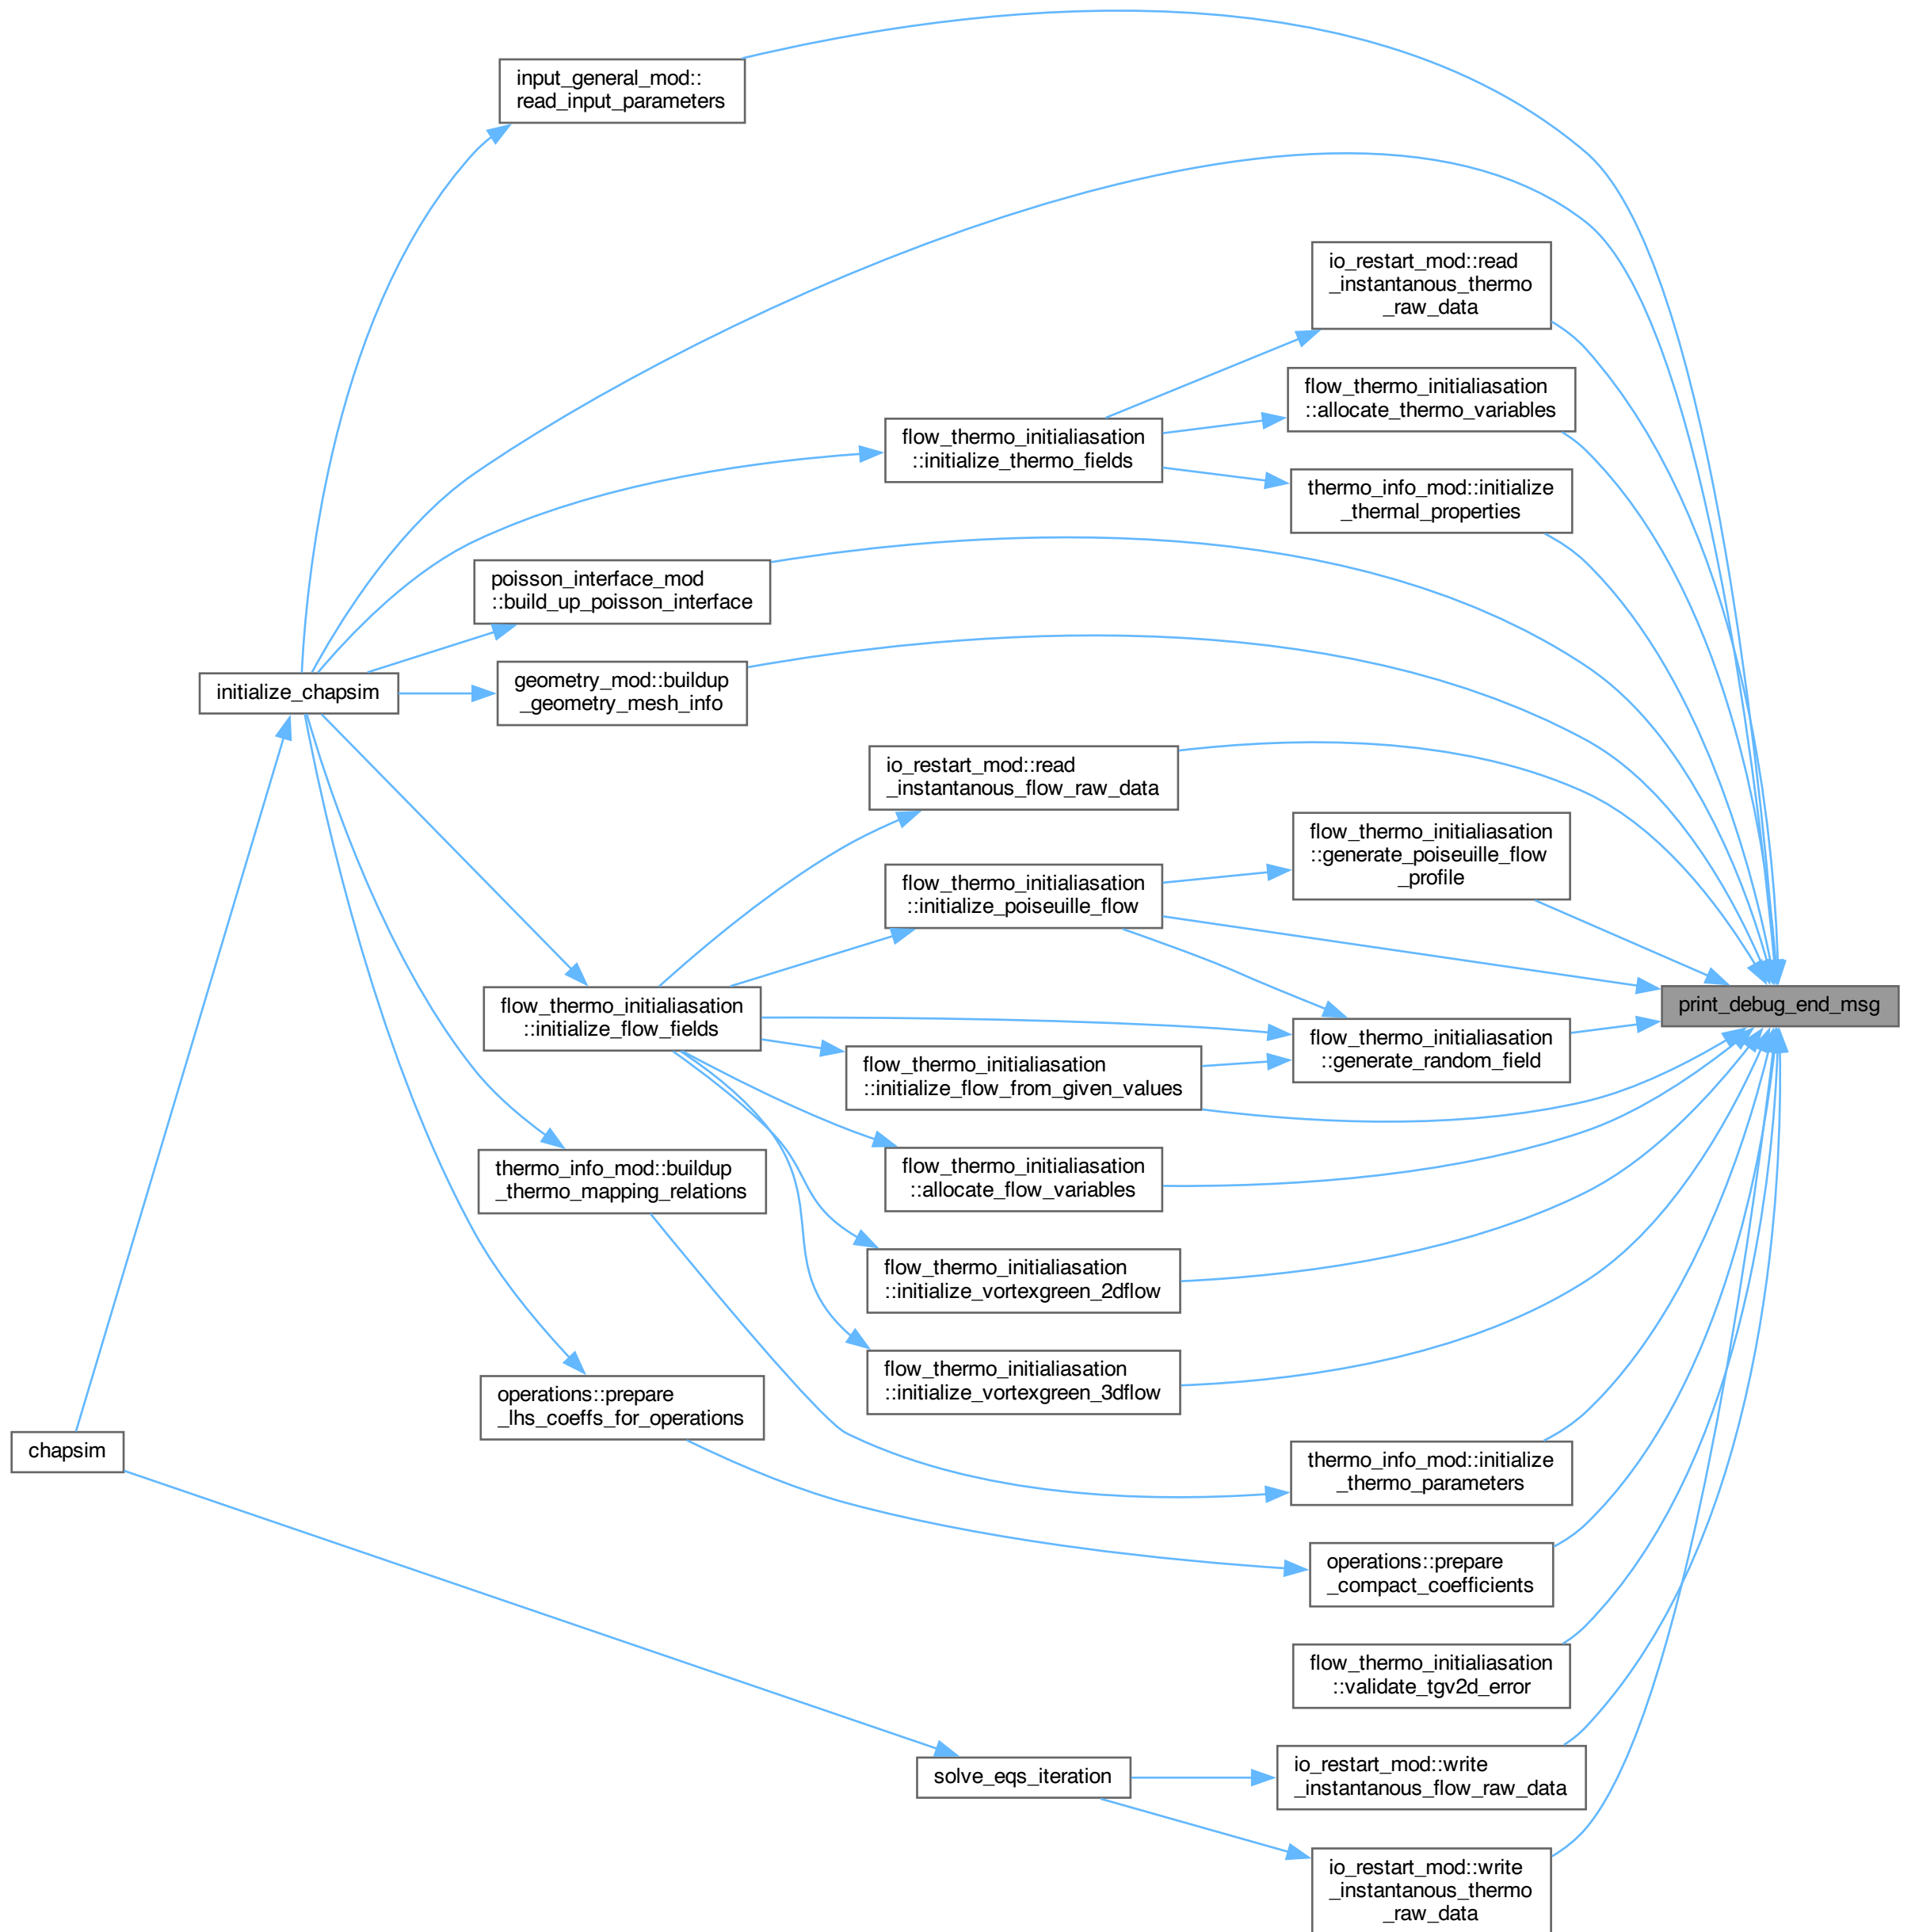 input_general_mod::
read_input_parameters
io_restart_mod::read
_instantanous_thermo
_raw_data
flow_thermo_initialiasation
::allocate_thermo_variables
flow_thermo_initialiasation
::initialize_thermo_fields
thermo_info_mod::initialize
_thermal_properties
poisson_interface_mod
::build_up_poisson_interface
initialize_chapsim
geometry_mod::buildup
_geometry_mesh_info
io_restart_mod::read
_instantanous_flow_raw_data
flow_thermo_initialiasation
::generate_poiseuille_flow
_profile
flow_thermo_initialiasation
::initialize_poiseuille_flow
flow_thermo_initialiasation
::initialize_flow_fields
print_debug_end_msg
flow_thermo_initialiasation
::generate_random_field
flow_thermo_initialiasation
::initialize_flow_from_given_values
thermo_info_mod::buildup
_thermo_mapping_relations
flow_thermo_initialiasation
::allocate_flow_variables
flow_thermo_initialiasation
::initialize_vortexgreen_2dflow
flow_thermo_initialiasation
::initialize_vortexgreen_3dflow
operations::prepare
_lhs_coeffs_for_operations
chapsim
thermo_info_mod::initialize
_thermo_parameters
operations::prepare
_compact_coefficients
flow_thermo_initialiasation
::validate_tgv2d_error
solve_eqs_iteration
io_restart_mod::write
_instantanous_flow_raw_data
io_restart_mod::write
_instantanous_thermo
_raw_data